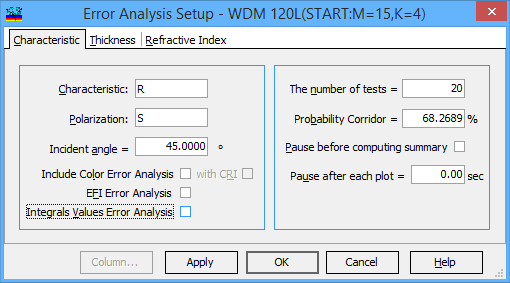 Error Analysis Setup - WDM 120L(START:M=15,K=4)
Characteristic Thickness Refractive Index
Characteristic: R
Polarization: S
Incident angle = 45.0000 °
Include Color Error Analysis with CRI
EFI Error Analysis
Integrals Values Error Analysis
The number of tests = 20
Probability Corridor = 68.2689 %
Pause before computing summary
Pause after each plot = 0.00 sec
Column... Apply OK Cancel Help